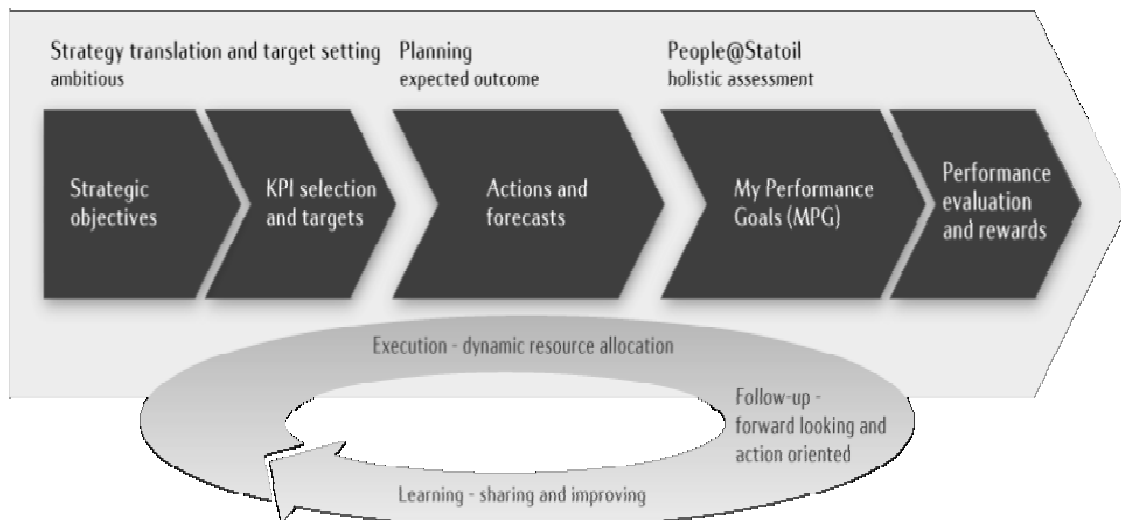 Strategy translation and target setting
ambitious
Planning
expected outcome
People@Statoil
holistic assessment
Strategic
objectives
KPI selection
and targets
Actions and
forecasts
My Performance
Goals (MPG)
Performance
evaluation
and rewards
Execution - dynamic resource allocation
Follow-up -
forward looking and
action oriented
Learning - sharing and improving